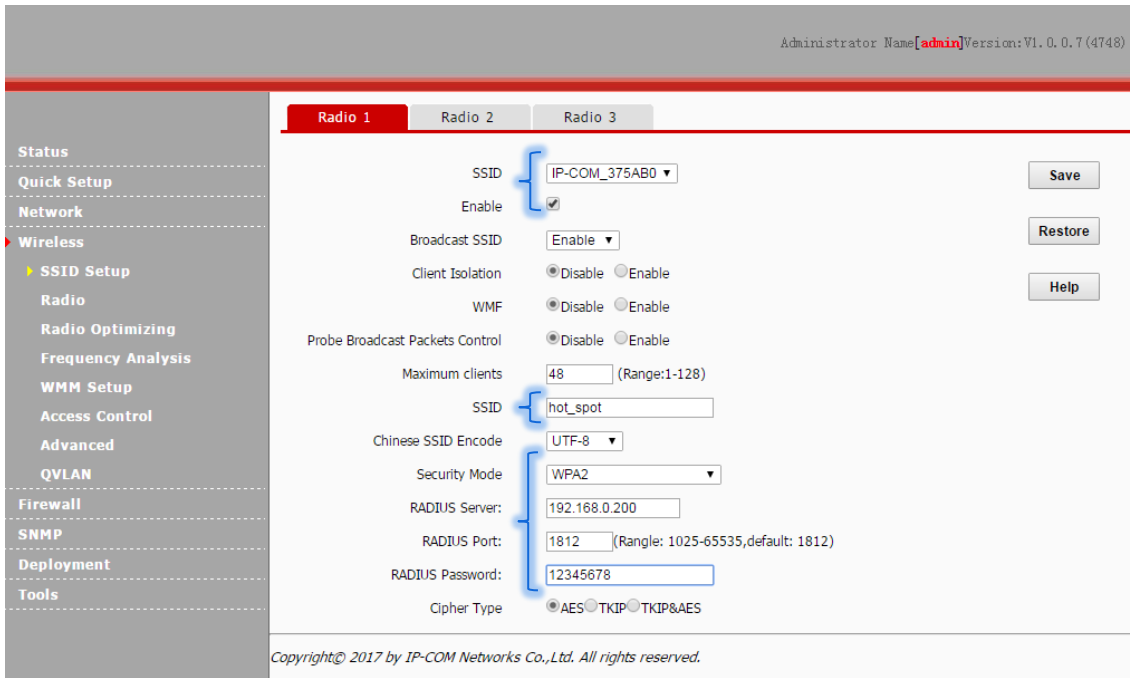 Administrator Name[admin]Version:V1.0.0.7(4748)
Radio 1 Radio 2 Radio 3
Status
Quick Setup
Network
Wireless
SSID Setup
Radio
Radio Optimizing
Frequency Analysis
WMM Setup
Access Control
Advanced
QVLAN
Firewall
SNMP
Deployment
Tools
SSID IP-COM_375AB0
Enable
Broadcast SSID Enable
Client Isolation Disable Enable
WMF Disable Enable
Probe Broadcast Packets Control Disable Enable
Maximum clients 48 (Range:1-128)
SSID hot_spot
Chinese SSID Encode UTF-8
Security Mode WPA2
RADIUS Server: 192.168.0.200
RADIUS Port: 1812 (Rangle: 1025-65535,default: 1812)
RADIUS Password: 12345678
Cipher Type AES TKIP TKIP&AES
Save
Restore
Help
Copyright© 2017 by IP-COM Networks Co.,Ltd. All rights reserved.